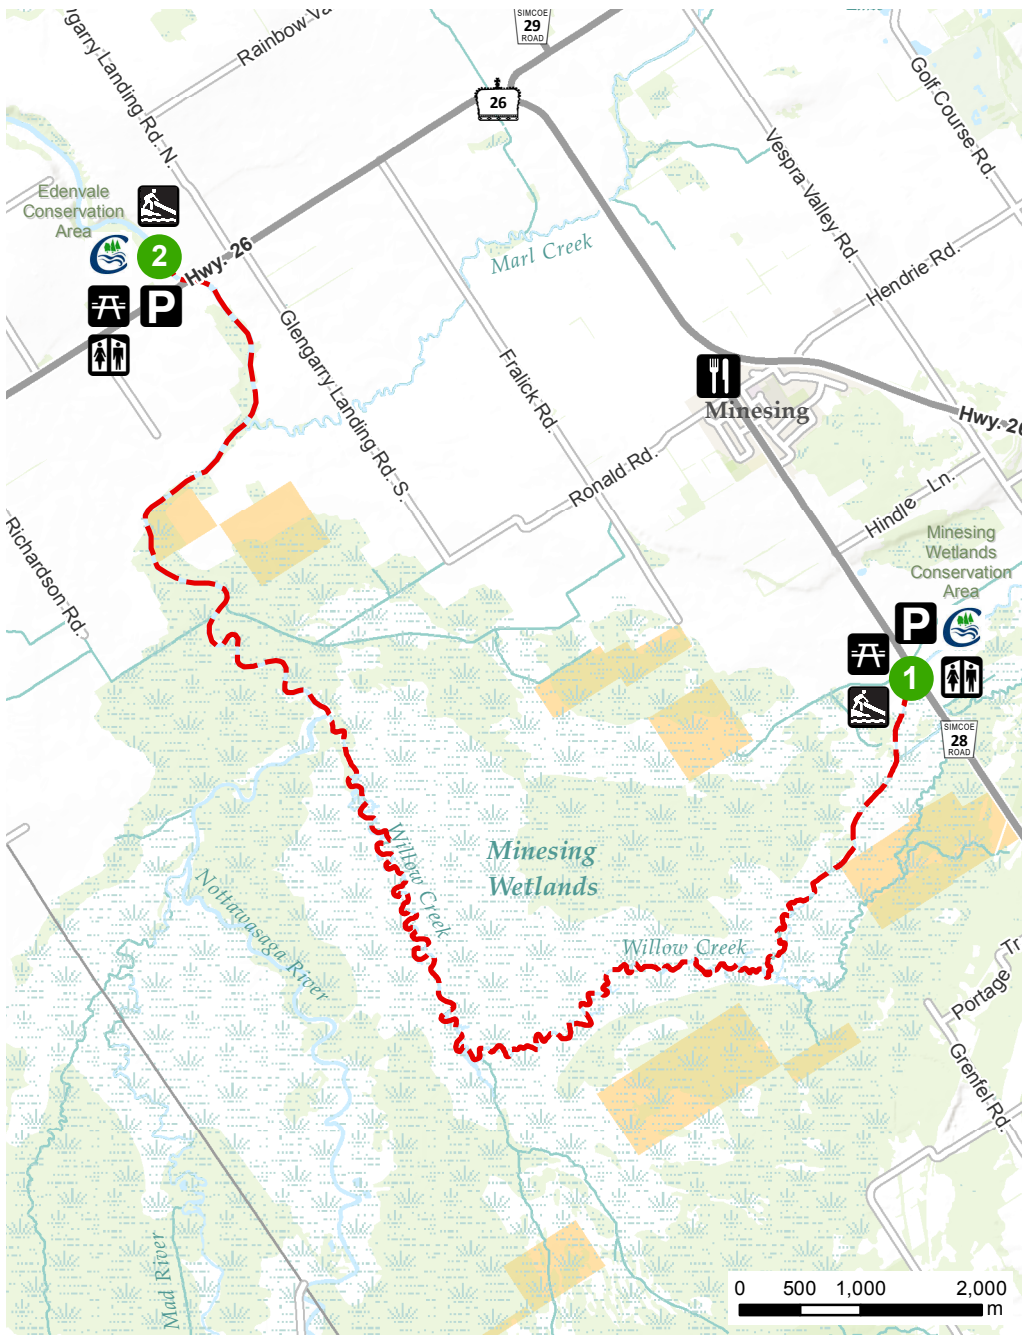 SIMCOE
29
ROAD
Rainbow Va
garry Landing Rd. N.
26
Golf Course Rd.
Vespra Valley Rd.
Edenvale
Conservation
Area
2
P
Hwy. 26
Marl Creek
Hendrie Rd.
Glengarry Landing Rd. S.
Fralick Rd.
Minesing
Hwy. 26
Ronald Rd.
Hindle Ln.
Richardson Rd.
Minesing
Wetlands
Conservation
Area
P
1
SIMCOE
28
ROAD
Willow Creek
Minesing
Wetlands
Nottawasaga River
Willow Creek
Portage Tr
Grenfel Rd.
Mad River
0 500 1,000 2,000
m